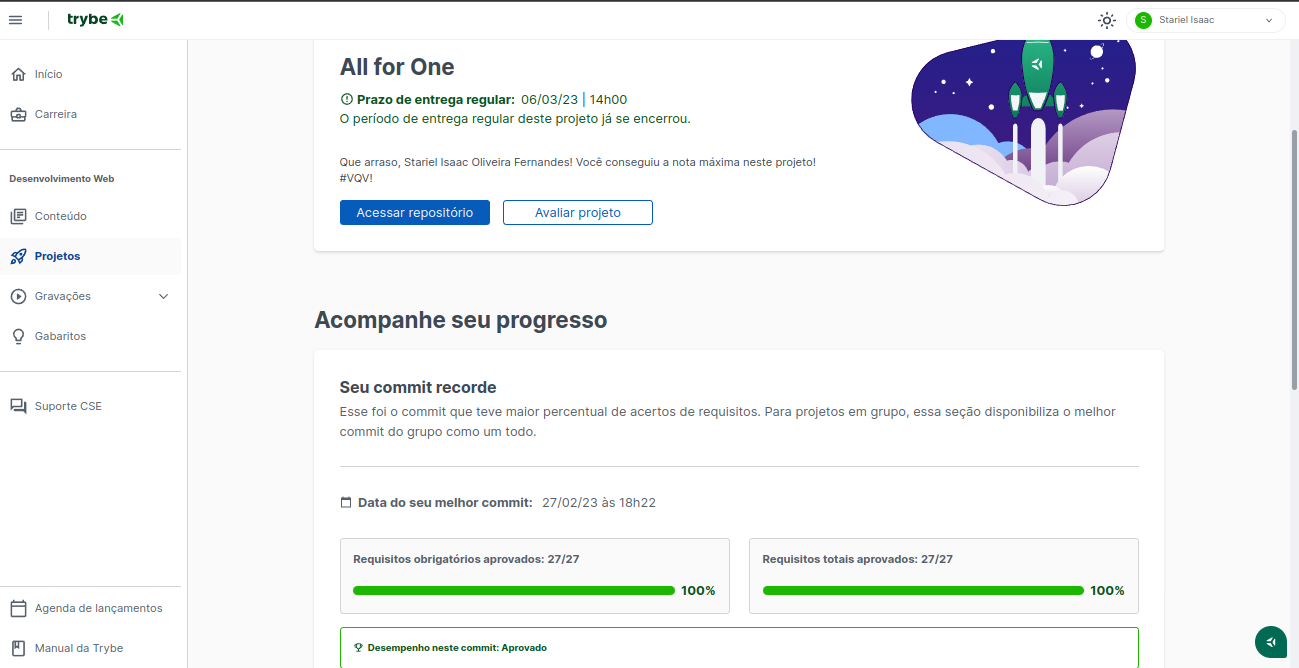 trybe
S
Stariel Isaac
Início
Carreira
Desenvolvimento Web
Conteúdo
Projetos
Gravações
Gabaritos
Suporte CSE
Agenda de lançamentos
Manual da Trybe
All for One
Prazo de entrega regular: 06/03/23 | 14h00
O período de entrega regular deste projeto já se encerrou.
Que arraso, Stariel Isaac Oliveira Fernandes! Você conseguiu a nota máxima neste projeto!
#VQV!
Acessar repositório
Avaliar projeto
Acompanhe seu progresso
Seu commit recorde
Esse foi o commit que teve maior percentual de acertos de requisitos. Para projetos em grupo, essa seção disponibiliza o melhor
commit do grupo como um todo.
Data do seu melhor commit: 27/02/23 às 18h22
Requisitos obrigatórios aprovados: 27/27
100%
Requisitos totais aprovados: 27/27
100%
Desempenho neste commit: Aprovado